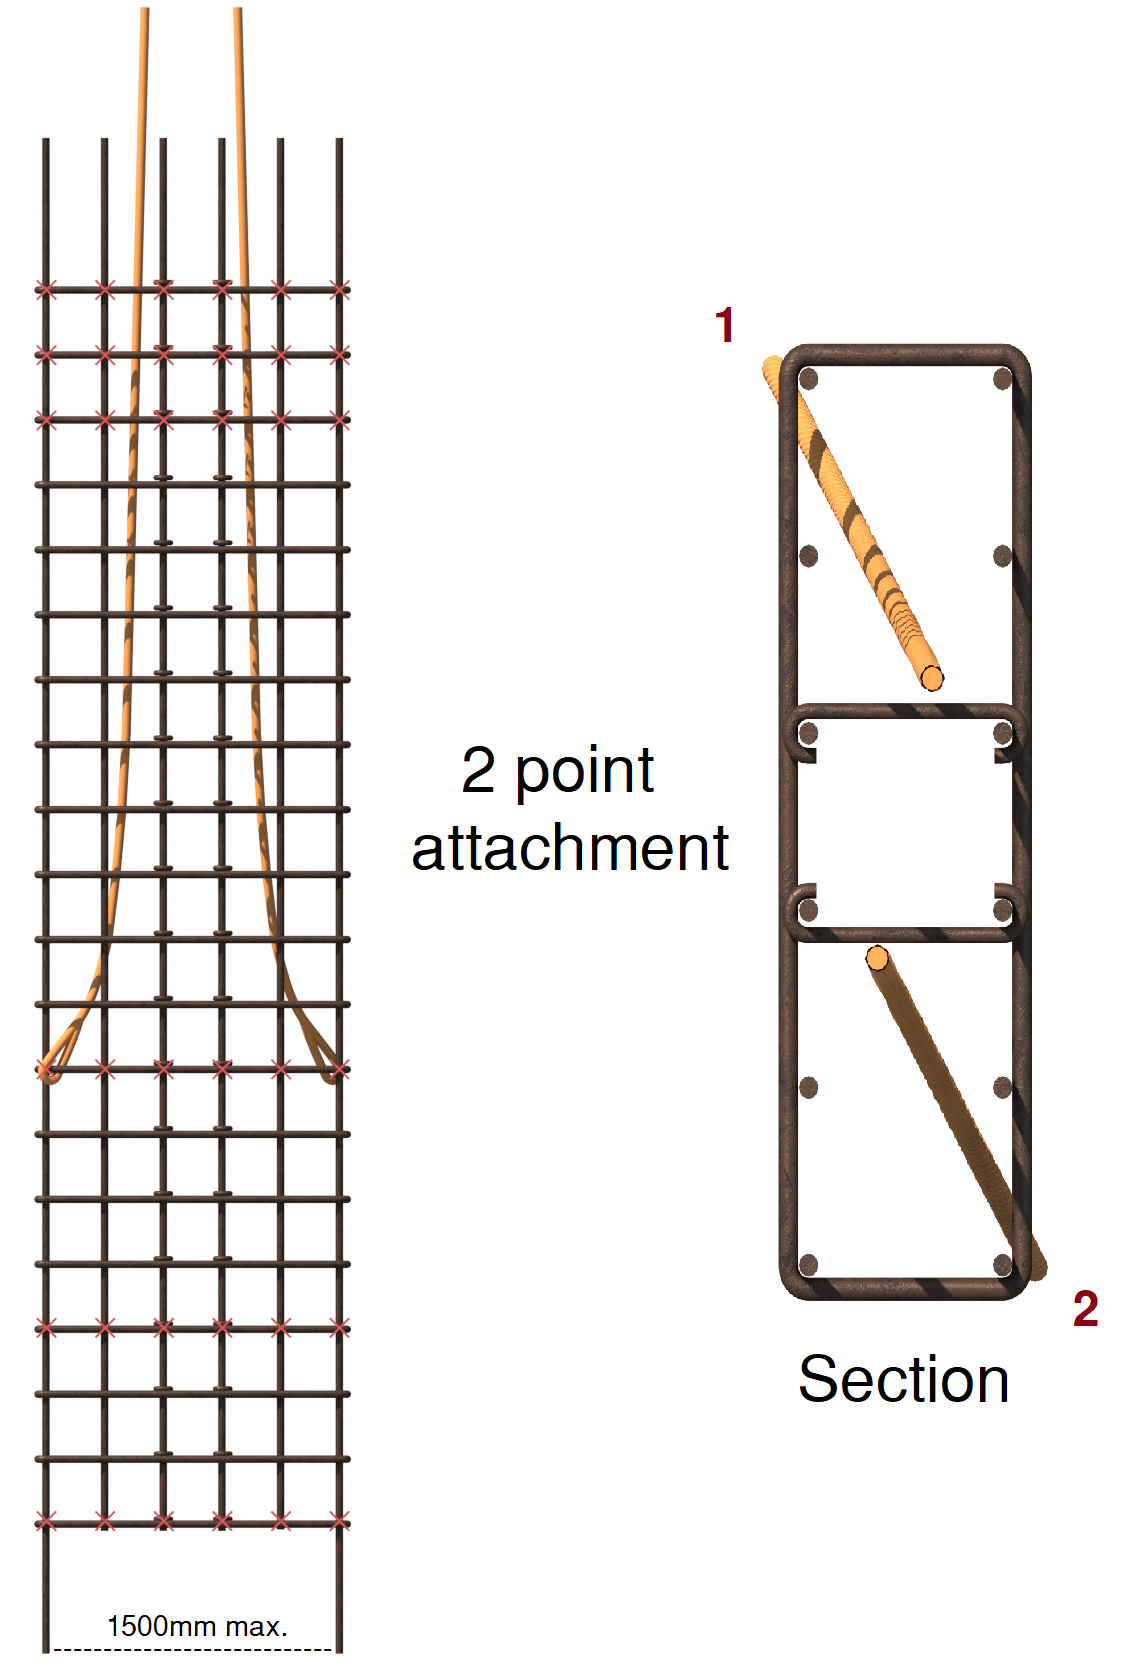 1
2 point
attachment
2
Section
1500mm max.